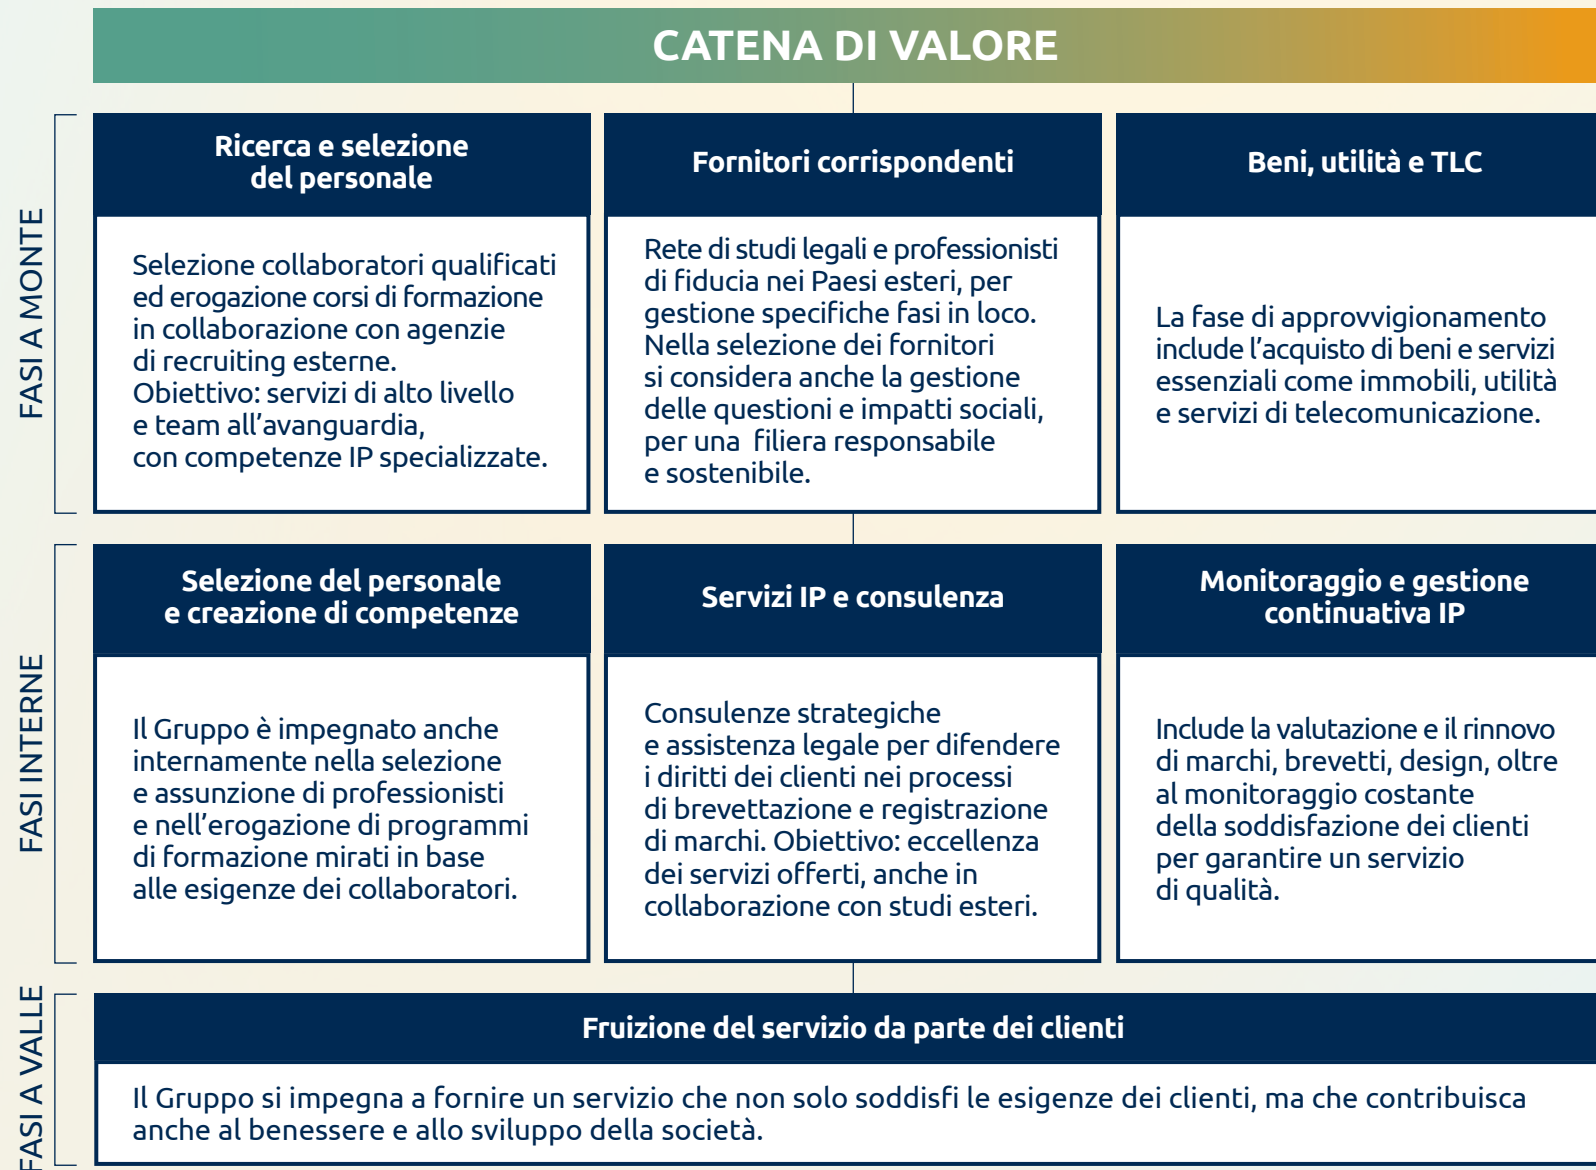 CATENA DI VALORE
FASI A MONTE
Ricerca e selezione
del personale
Selezione collaboratori qualificati
ed erogazione corsi di formazione
in collaborazione con agenzie
di recruiting esterne.
Obiettivo: servizi di alto livello
e team all’avanguardia,
con competenze IP specializzate.
Fornitori corrispondenti
Rete di studi legali e professionisti
di fiducia nei Paesi esteri, per
gestione specifiche fasi in loco.
Nella selezione dei fornitori
si considera anche la gestione
delle questioni e impatti sociali,
per una filiera responsabile
e sostenibile.
Beni, utilità e TLC
La fase di approvvigionamento
include l’acquisto di beni e servizi
essenziali come immobili, utilità
e servizi di telecomunicazione.
FASI INTERNE
Selezione del personale
e creazione di competenze
Il Gruppo è impegnato anche
internamente nella selezione
e assunzione di professionisti
e nell’erogazione di programmi
di formazione mirati in base
alle esigenze dei collaboratori.
Servizi IP e consulenza
Consulenze strategiche
e assistenza legale per difendere
i diritti dei clienti nei processi
di brevettazione e registrazione
di marchi. Obiettivo: eccellenza
dei servizi offerti, anche in
collaborazione con studi esteri.
Monitoraggio e gestione
continuativa IP
Include la valutazione e il rinnovo
di marchi, brevetti, design, oltre
al monitoraggio costante
della soddisfazione dei clienti
per garantire un servizio
di qualità.
FASI A VALLE
Fruizione del servizio da parte dei clienti
Il Gruppo si impegna a fornire un servizio che non solo soddisfi le esigenze dei clienti, ma che contribuisca
anche al benessere e allo sviluppo della società.